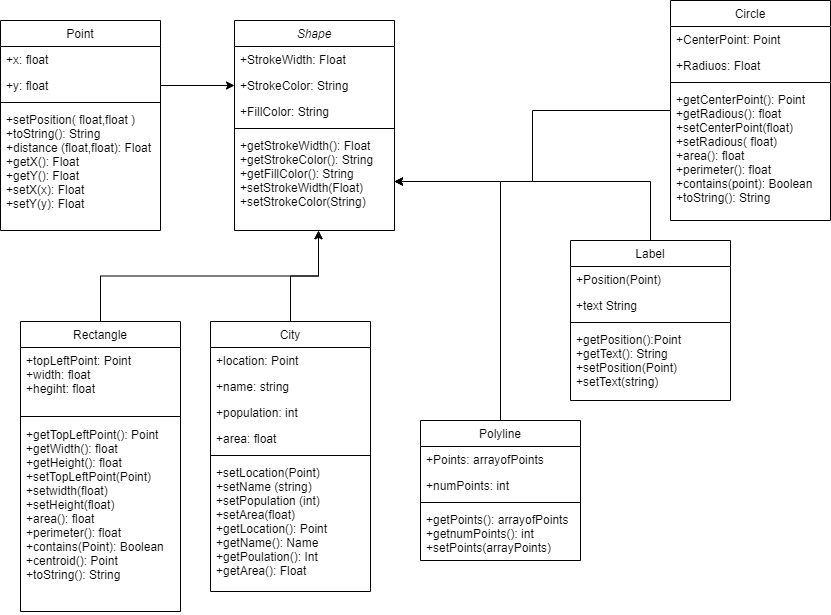 Point
+x: float
+y: float
+setPosition( float,float )
+toString(): String
+distance (float,float): Float
+getX(): Float
+getY(): Float
+setX(x): Float
+setY(y): Float
Shape
+StrokeWidth: Float
+StrokeColor: String
+FillColor: String
+getStrokeWidth(): Float
+getStrokeColor(): String
+getFillColor(): String
+setStrokeWidth(Float)
+setStrokeColor(String)
Circle
+CenterPoint: Point
+Radiuos: Float
+getCenterPoint(): Point
+getRadious(): float
+setCenterPoint(float)
+setRadious( float)
+area(): float
+perimeter(): float
+contains(point): Boolean
+toString(): String
Label
+Position(Point)
+text String
+getPosition():Point
+getText(): String
+setPosition(Point)
+setText(string)
Rectangle
+topLeftPoint: Point
+width: float
+hegiht: float
+getTopLeftPoint(): Point
+getWidth(): float
+getHeight(): float
+setTopLeftPoint(Point)
+setwidth(float)
+setHeight(float)
+area(): float
+perimeter(): float
+contains(Point): Boolean
+centroid(): Point
+toString(): String
City
+location: Point
+name: string
+population: int
+area: float
+setLocation(Point)
+setName (string)
+setPopulation (int)
+setArea(float)
+getLocation(): Point
+getName(): Name
+getPoulation(): Int
+getArea(): Float
Polyline
+Points: arrayofPoints
+numPoints: int
+getPoints(): arrayofPoints
+getnumPoints(): int
+setPoints(arrayPoints)